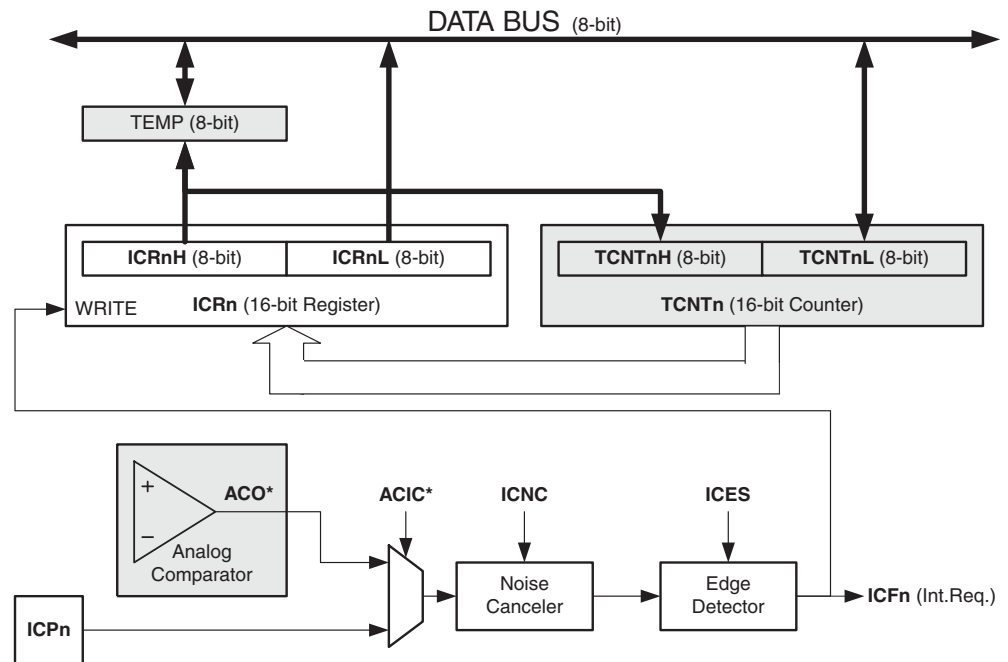 DATA BUS (8-bit)
TEMP (8-bit)
ICRnH (8-bit) ICRnL (8-bit) TCNTnH (8-bit) TCNTnL (8-bit)
WRITE ICRn (16-bit Register) TCNTn (16-bit Counter)
+
ACO* ACIC* ICNC ICES
−
Analog
Comparator
Noise
Canceler
Edge
Detector
ICFn (Int.Req.)
ICPn